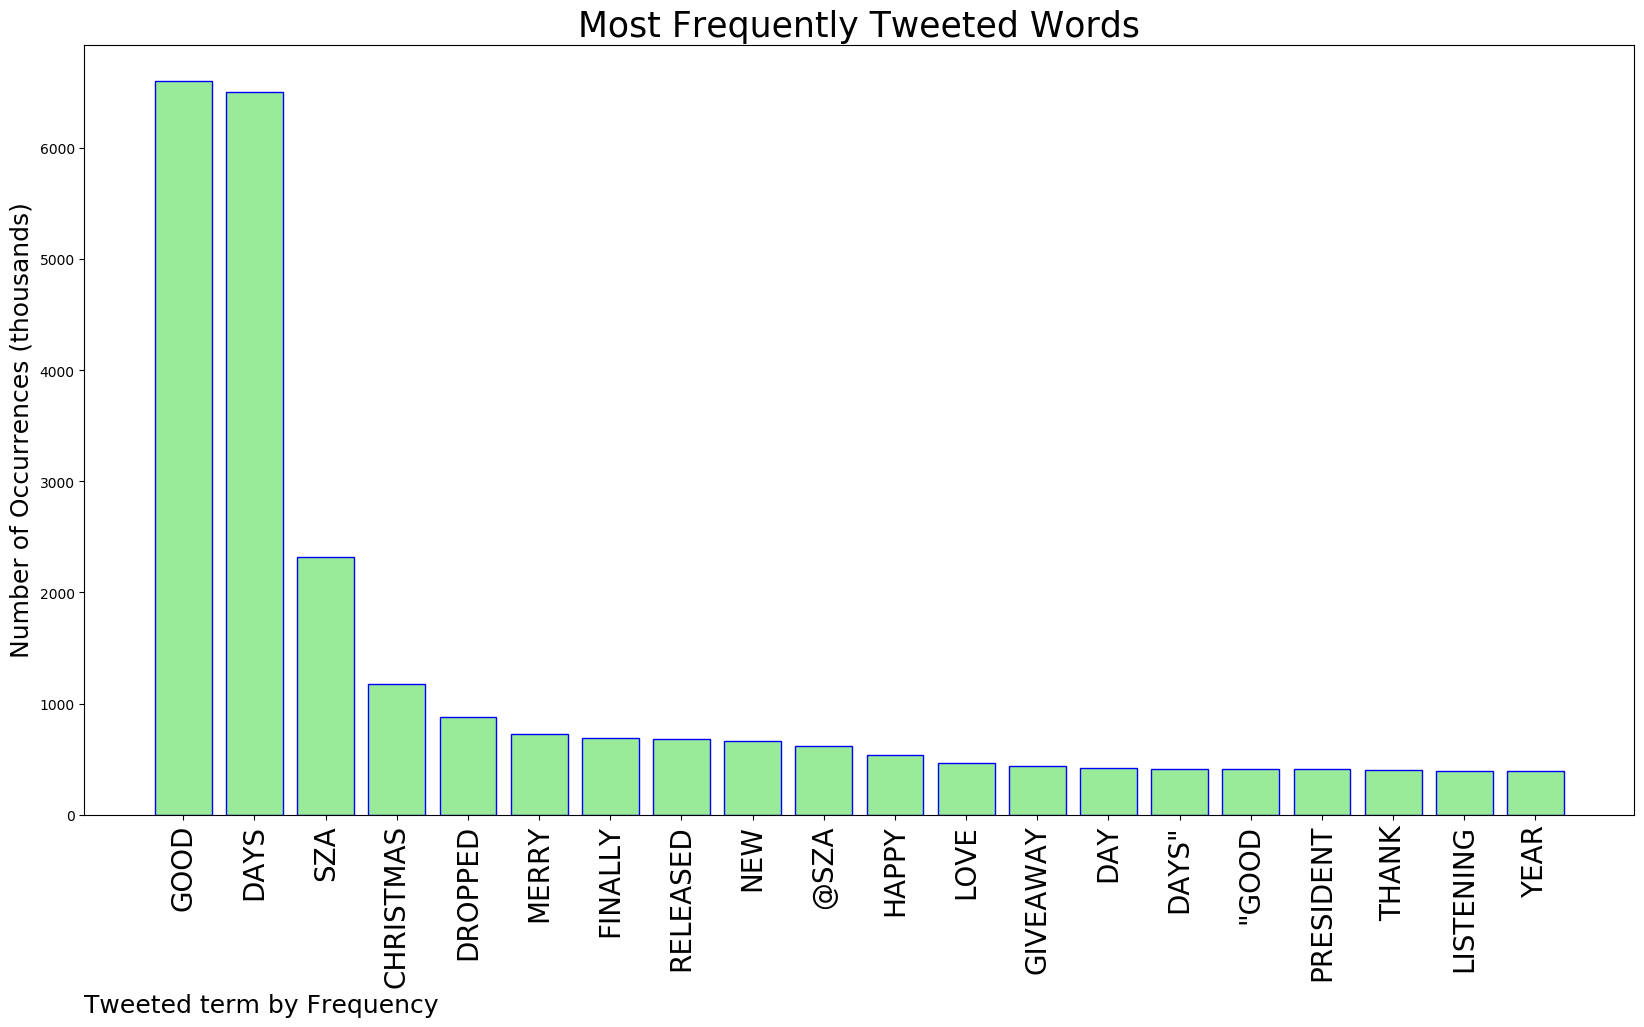 Most Frequently Tweeted Words
Number of Occurrences (thousands)
6000
5000
4000
3000
2000
1000
0
GOOD
DAYS
SZA
CHRISTMAS
DROPPED
MERRY
FINALLY
RELEASED
NEW
@SZA
HAPPY
LOVE
GIVEAWAY
DAY
DAYS"
"GOOD
PRESIDENT
THANK
LISTENING
YEAR
Tweeted term by Frequency